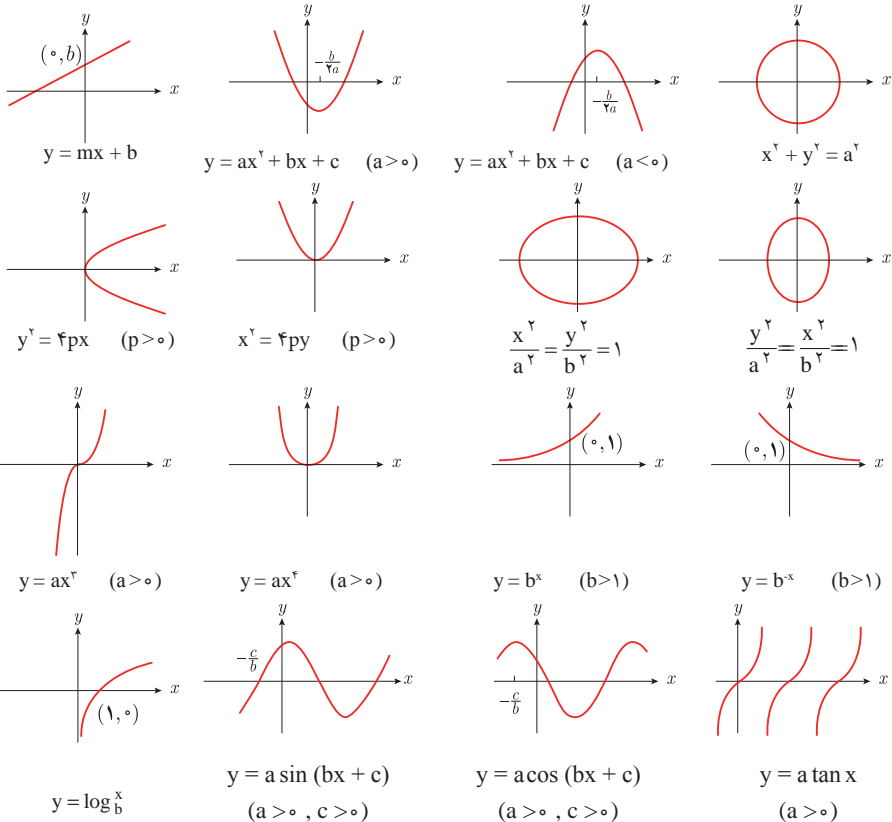 y
(۰, b)
x
y = mx + b
y
-b/۲a
x
y = ax۲ + bx + c (a > ۰)
y
-b/۲a
x
y = ax۲ + bx + c (a < ۰)
y
x
x۲ + y۲ = a۲
y
x
y۲ = ۴px (p > ۰)
y
x
x۲ = ۴py (p > ۰)
y
x
x۲/a۲ = y۲/b۲ = ۱
y
x
y۲/a۲ = x۲/b۲ = ۱
y
x
y = ax۳ (a > ۰)
y
x
y = ax۴ (a > ۰)
y
(۰, ۱)
x
y = bx (b > ۱)
y
(۰, ۱)
x
y = b-x (b > ۱)
y
x
(۱, ۰)
y = log x b
y
-c/b
x
y = a sin (bx + c)
(a > ۰ , c > ۰)
y
x
-c/b
y = a cos (bx + c)
(a > ۰ , c > ۰)
y
x
y = a tan x
(a > ۰)